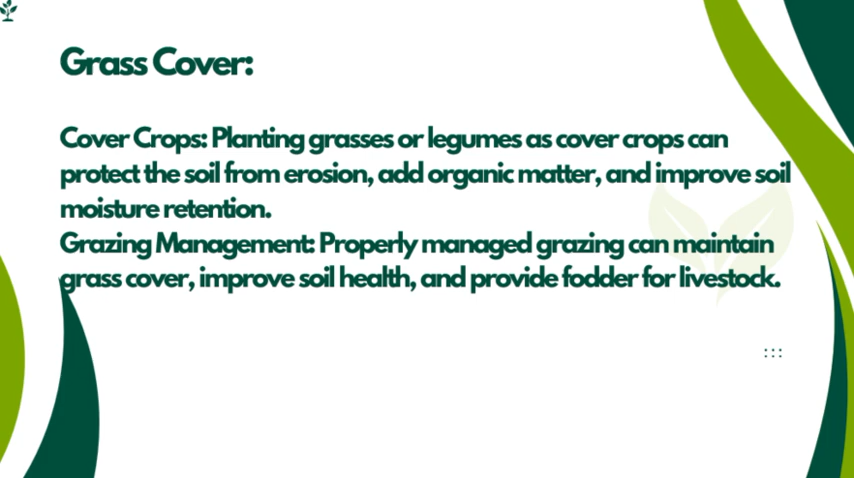 Grass Cover:
Cover Crops: Planting grasses or legumes as cover crops can
protect the soil from erosion, add organic matter, and improve soil
moisture retention.
Grazing Management: Properly managed grazing can maintain
grass cover, improve soil health, and provide fodder for livestock.